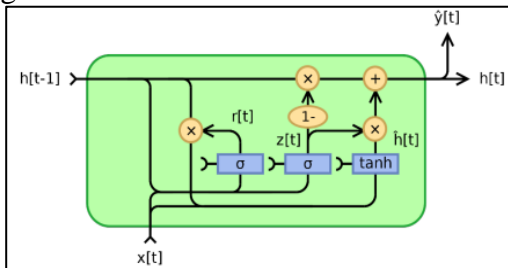 ŷ[t]
h[t-1]
×
+
h[t]
r[t]
1-
×
z[t]
×
ĥ[t]
σ
σ
tanh
x[t]